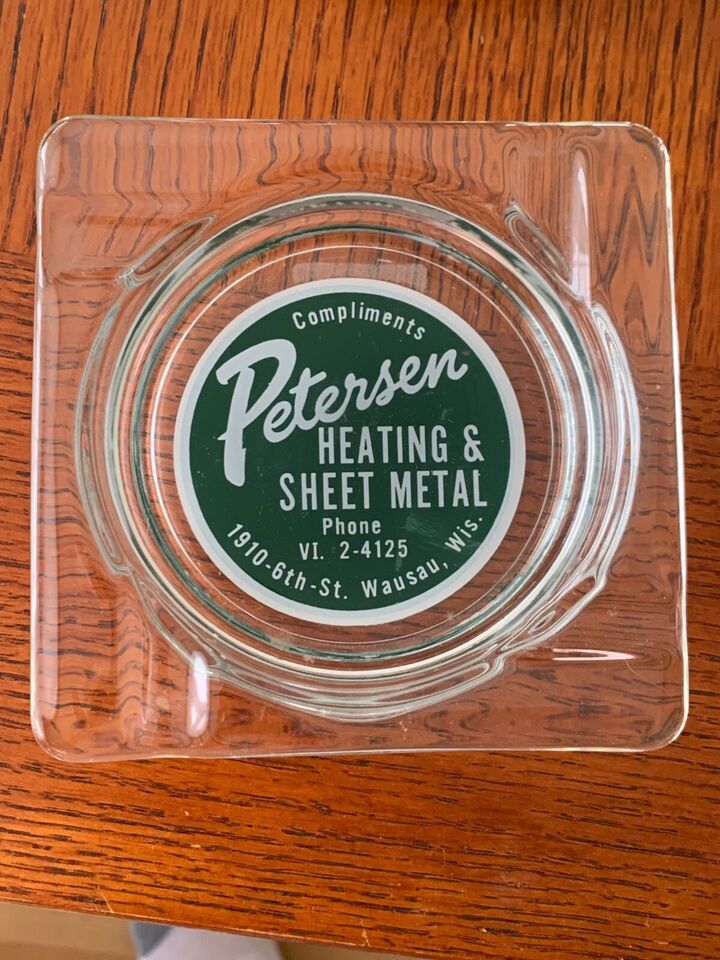 Compliments
Petersen
HEATING &
SHEET METAL
Phone
VI. 2-4125
1910-6th-St. Wausau, Wis.